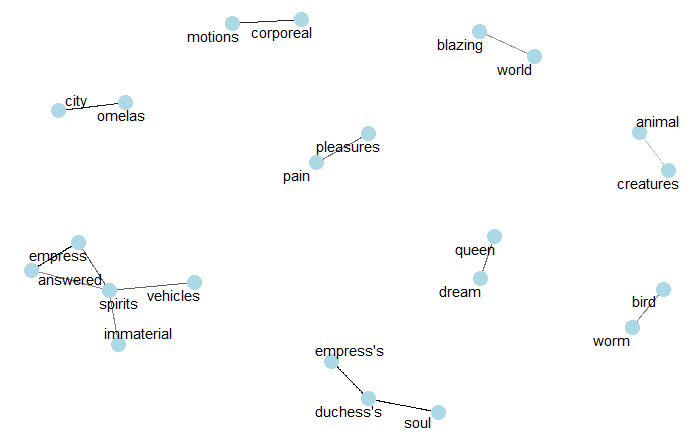 motions
corporeal
blazing
world
city
omelas
pleasures
pain
animal
creatures
empress
answered
spirits
vehicles
immaterial
queen
dream
bird
worm
empress's
duchess's
soul